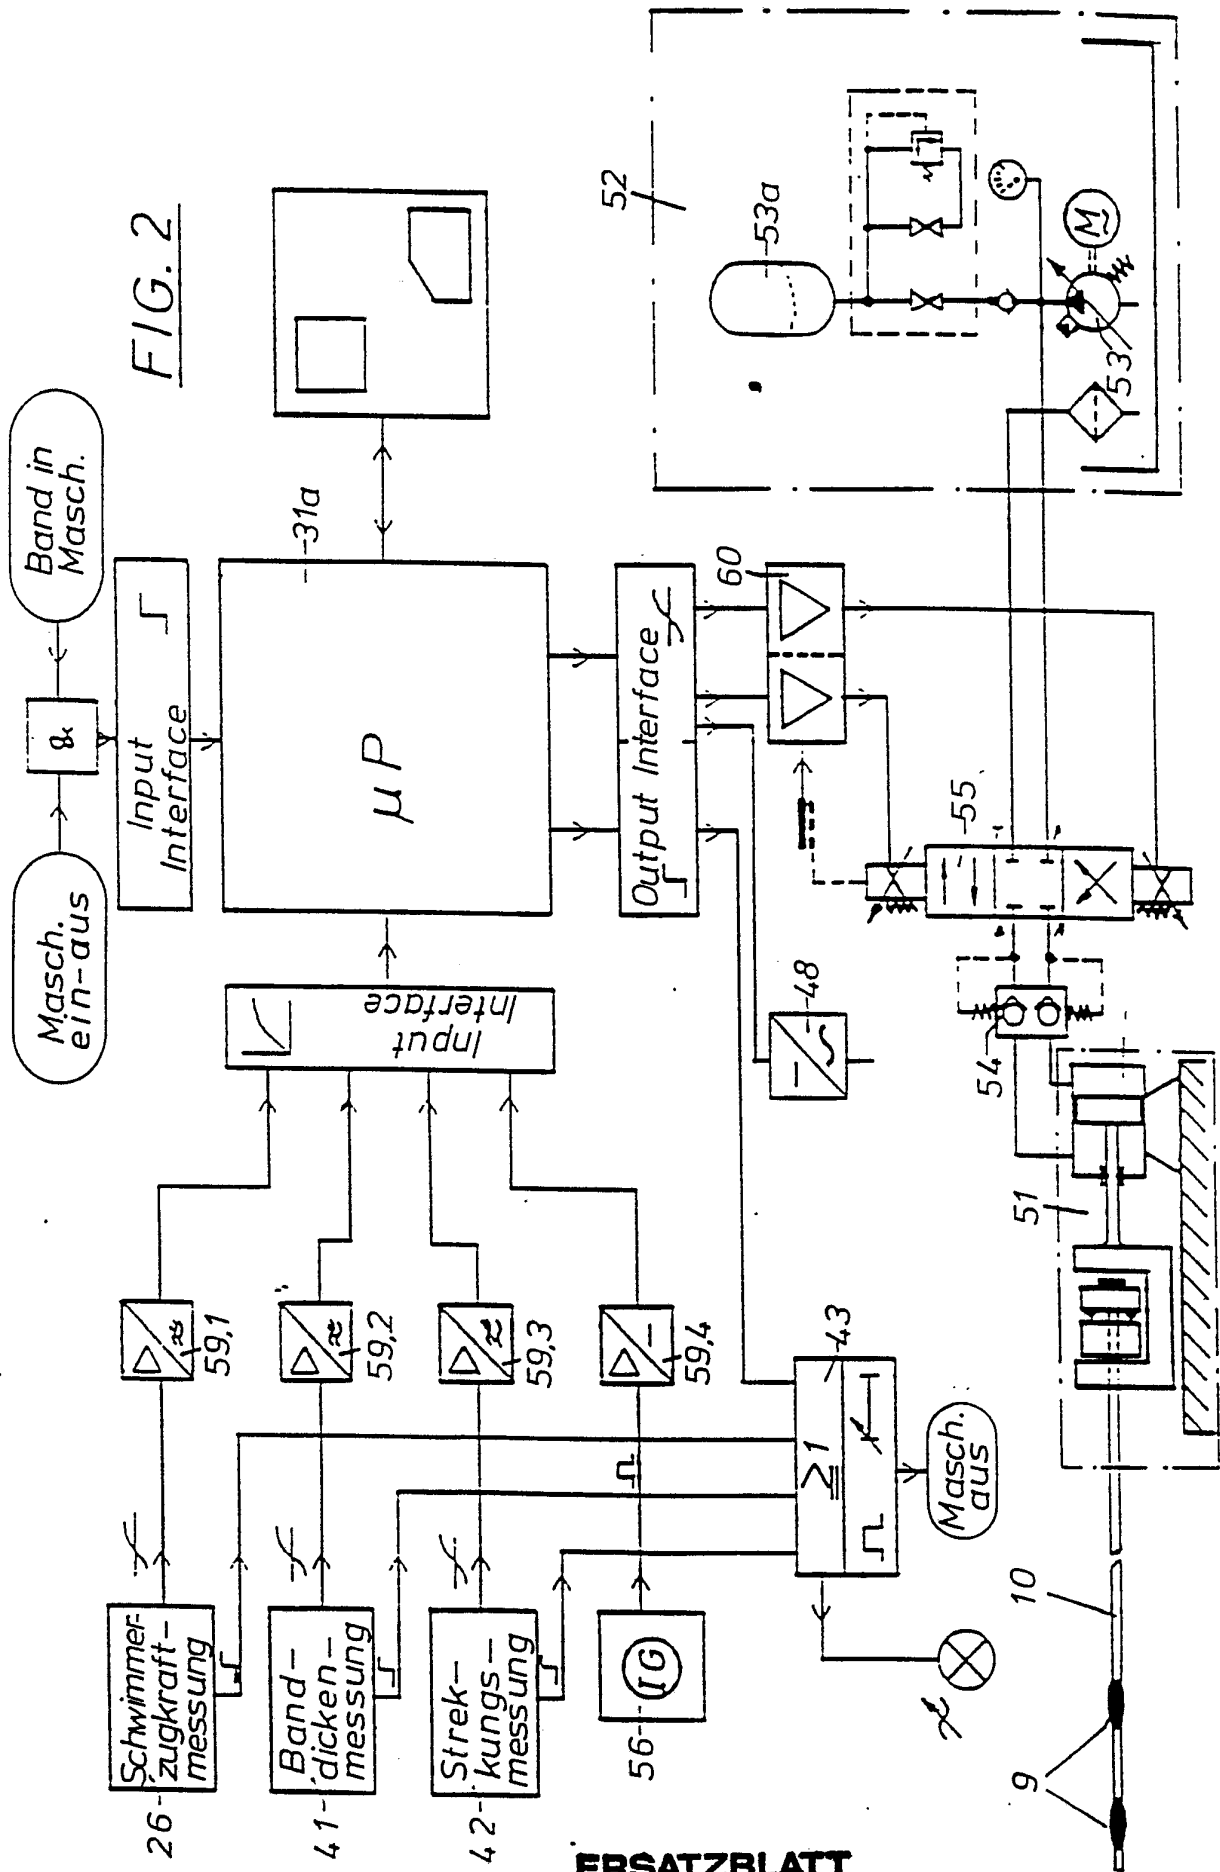 FIG. 2
Masch.
ein-aus
Band in
Masch.
&
Input
Interface
31a
μP
Input
Interface
Output Interface
60
Schwimmer-
zugkraft-
messung
26
59,1
Band-
dicken-
messung
41
59,2
Strek-
kungs-
messung
42
59,3
IG
56
59,4
≥1
43
Masch.
aus
48
52
53a
M
53
55
54
51
10
9
ERSATZBLATT